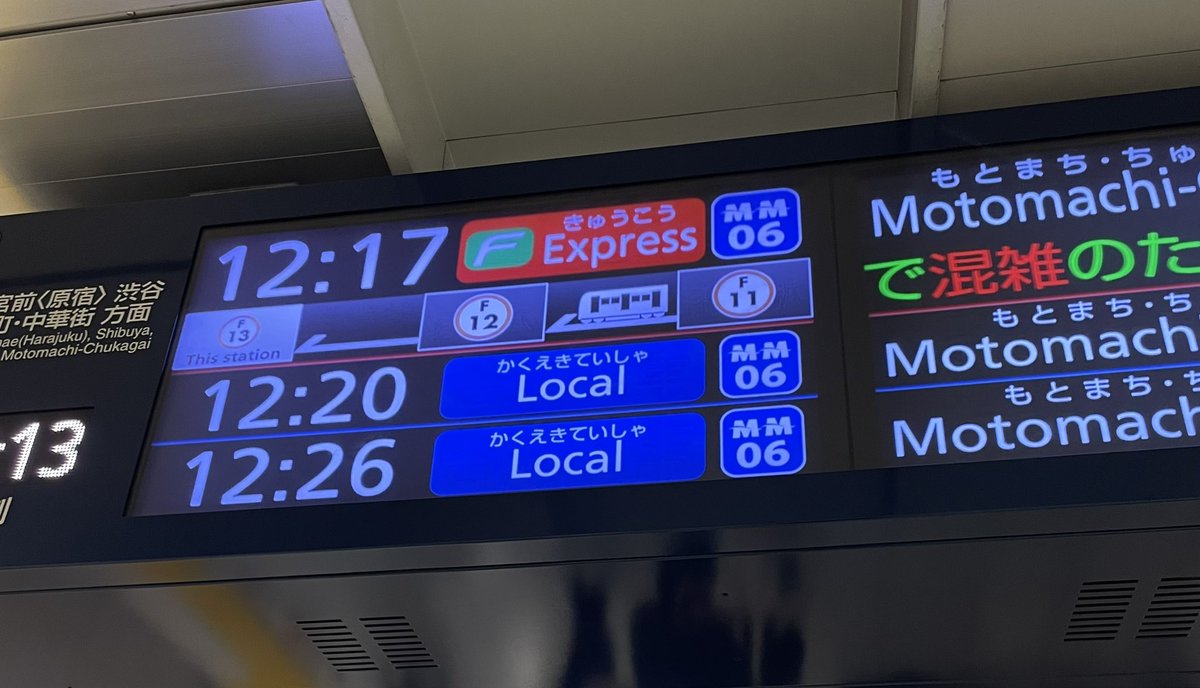 宮前〈原宿〉渋谷
町・中華街 方面
nae(Harajuku), Shibuya,
Motomachi-Chukagai
:13
12:17
きゅうこう
F Express
MM
06
F
13
This station
F
12
F
11
12:20
かくえきていしゃ
Local
MM
06
12:26
かくえきていしゃ
Local
MM
06
もとまち・ちゅ
Motomachi-
で混雑のた
もとまち・ち
Motomach
もとまち・ち
Motomach